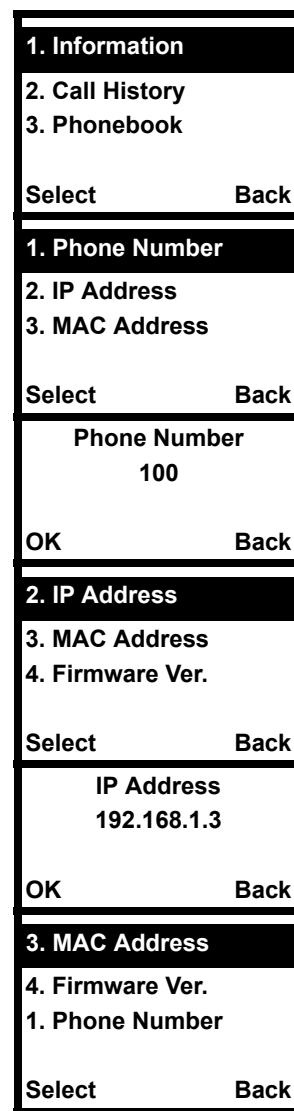 1. Information
2. Call History
3. Phonebook
Select Back
1. Phone Number
2. IP Address
3. MAC Address
Select Back
Phone Number
100
OK Back
2. IP Address
3. MAC Address
4. Firmware Ver.
Select Back
IP Address
192.168.1.3
OK Back
3. MAC Address
4. Firmware Ver.
1. Phone Number
Select Back